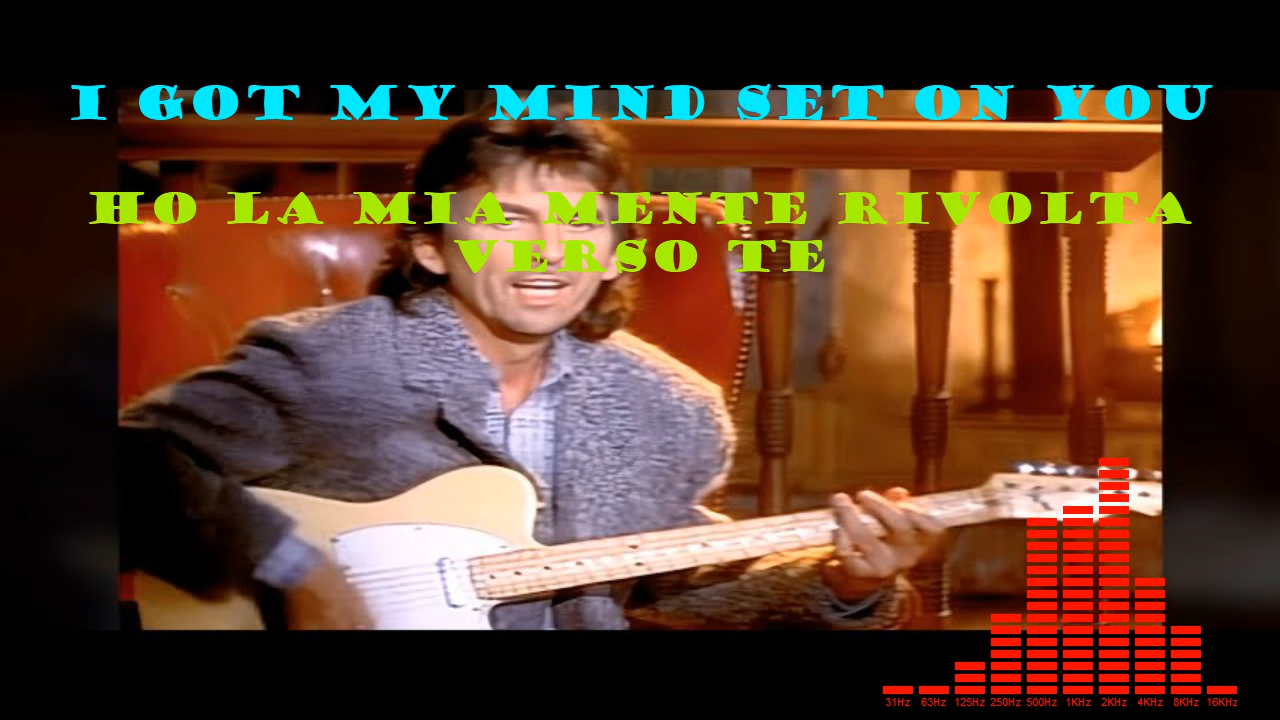 I GOT MY MIND SET ON YOU
HO LA MIA MENTE RIVOLTA
VERSO TE
31Hz 63Hz 125Hz 250Hz 500Hz 1KHz 2KHz 4KHz 8KHz 16KHz